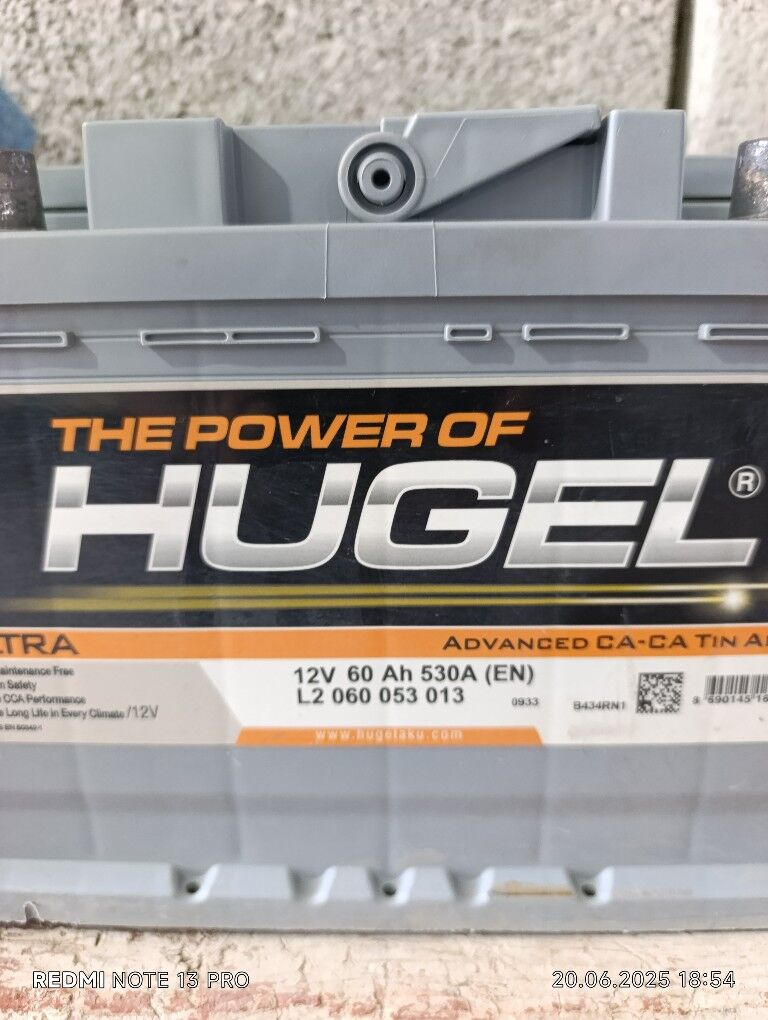 THE POWER OF
HUGEL®
TRA
ADVANCED CA-CA TIN
Maintenance Free
Safety
CCA Performance
Long Life in Every Climate /12V
12V 60 Ah 530A (EN)
L2 060 053 013
0933
B434RN1
www.hugelaku.com
REDMI NOTE 13 PRO
20.06.2025 18:54